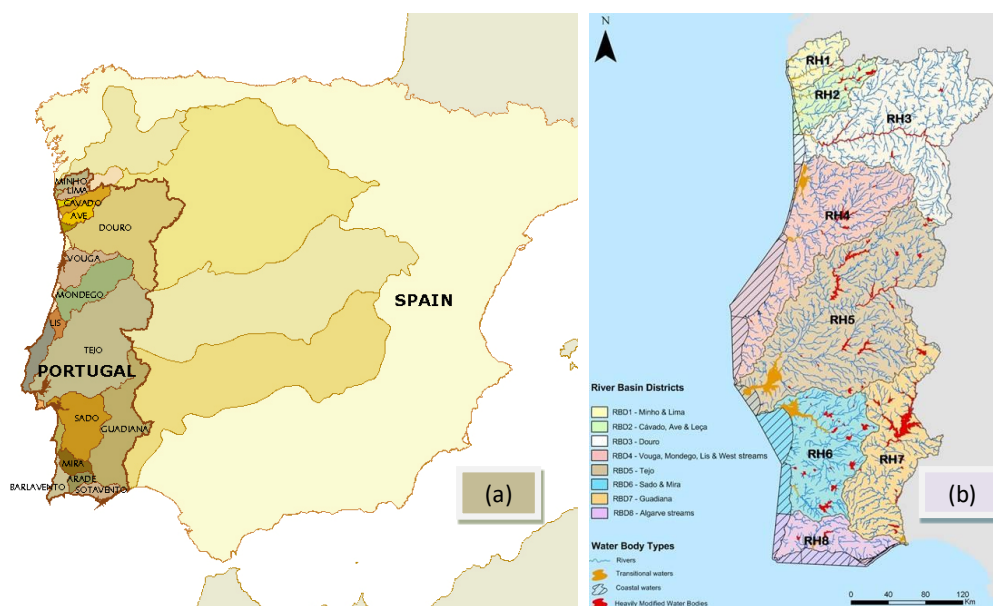 MINHO
LIMA
CAVADO
AVE
DOURO
VOUGA
MONDEGO
LIS
TEJO
PORTUGAL
SPAIN
SADO
GUADIANA
MIRA
ARADE
BARLAVENTO
SOTAVENTO
(a)
N
RH1
RH2
RH3
RH4
RH5
RH6
RH7
RH8
River Basin Districts
RBD1 - Minho & Lima
RBD2 - Cávado, Ave & Leça
RBD3 - Douro
RBD4 - Vouga, Mondego, Lis & West streams
RBD5 - Tejo
RBD6 - Sado & Mira
RBD7 - Guadiana
RBD8 - Algarve streams
Water Body Types
Rivers
Transitional waters
Coastal waters
Heavily Modified Water Bodies
(b)
0 40 80 120
Km